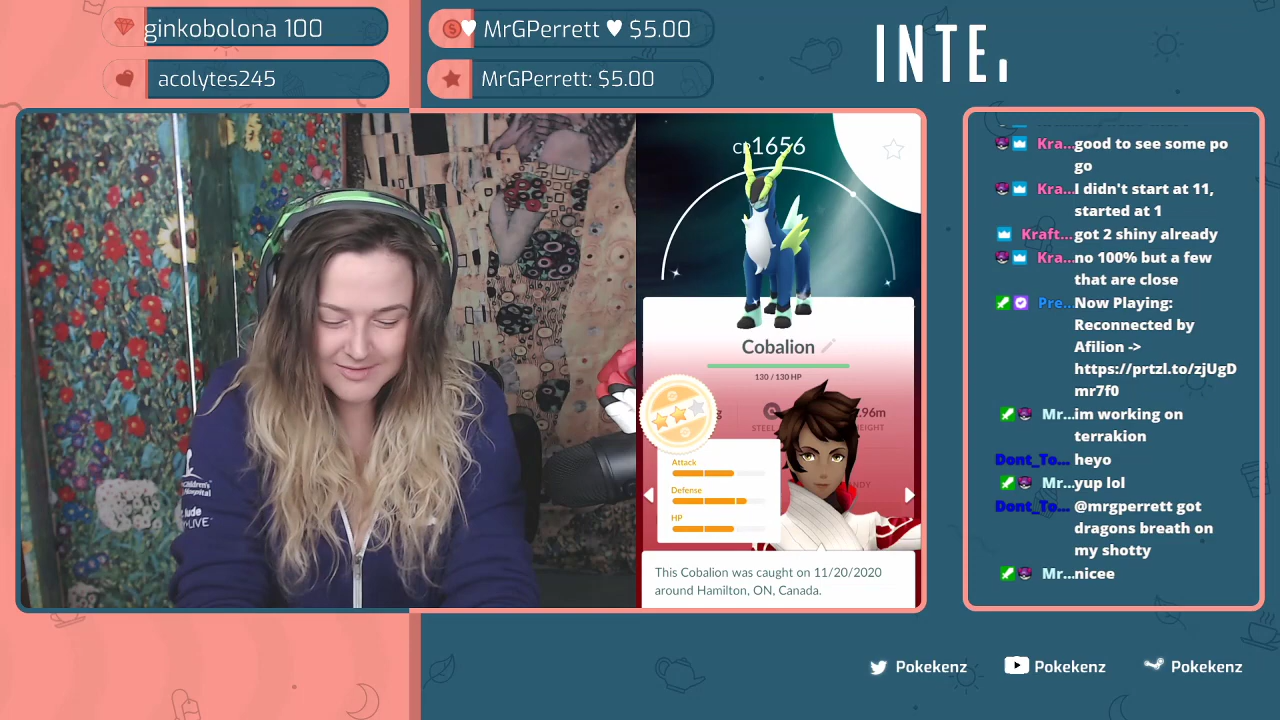 ginkobolona 100
acolytes245
♥ MrGPerrett ♥ $5.00
MrGPerrett: $5.00
INTE
CP1656
Cobalion
130 / 130 HP
.96m
STEEL
HEIGHT
Attack
Defense
HP
This Cobalion was caught on 11/20/2020
around Hamilton, ON, Canada.
Children's
Hospital
Kra...good to see some po
go
Kra...I didn't start at 11,
started at 1
Kraft...got 2 shiny already
Kra...no 100% but a few
that are close
Pre...Now Playing:
Reconnected by
Afilion ->
https://prtzl.to/zjUgD
mr7f0
Mr...im working on
terrakion
Dont_To... heyo
Mr...yup lol
Dont_To... @mrgperrett got
dragons breath on
my shotty
Mr...nicee
Pokekenz
Pokekenz
Pokekenz